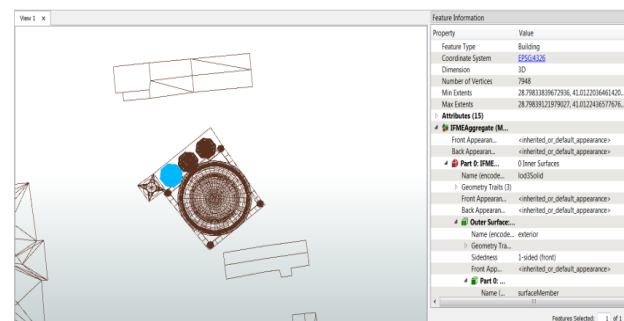 View 1 x
Feature Information
Property Value
Feature Type Building
Coordinate System EPSG:4326
Dimension 3D
Number of Vertices 7948
Min Extents 28.79833839672936, 41.0122036461420...
Max Extents 28.79839121979027, 41.0122436577676...
Attributes (15)
IFMEAggregate (M...
Front Appearan... <inherited_or_default_appearance>
Back Appearan... <inherited_or_default_appearance>
Part 0: IFME... 0 Inner Surfaces
Name (encode... lod3Solid
Geometry Traits (3)
Front Appearan... <inherited_or_default_appearance>
Back Appearan... <inherited_or_default_appearance>
Outer Surface:...
Name (encode... exterior
Geometry Tra...
Sidedness 1-sided (front)
Front App... <inherited_or_default_appearance>
Part 0: ...
Name (... surfaceMember
Features Selected: 1 of 1